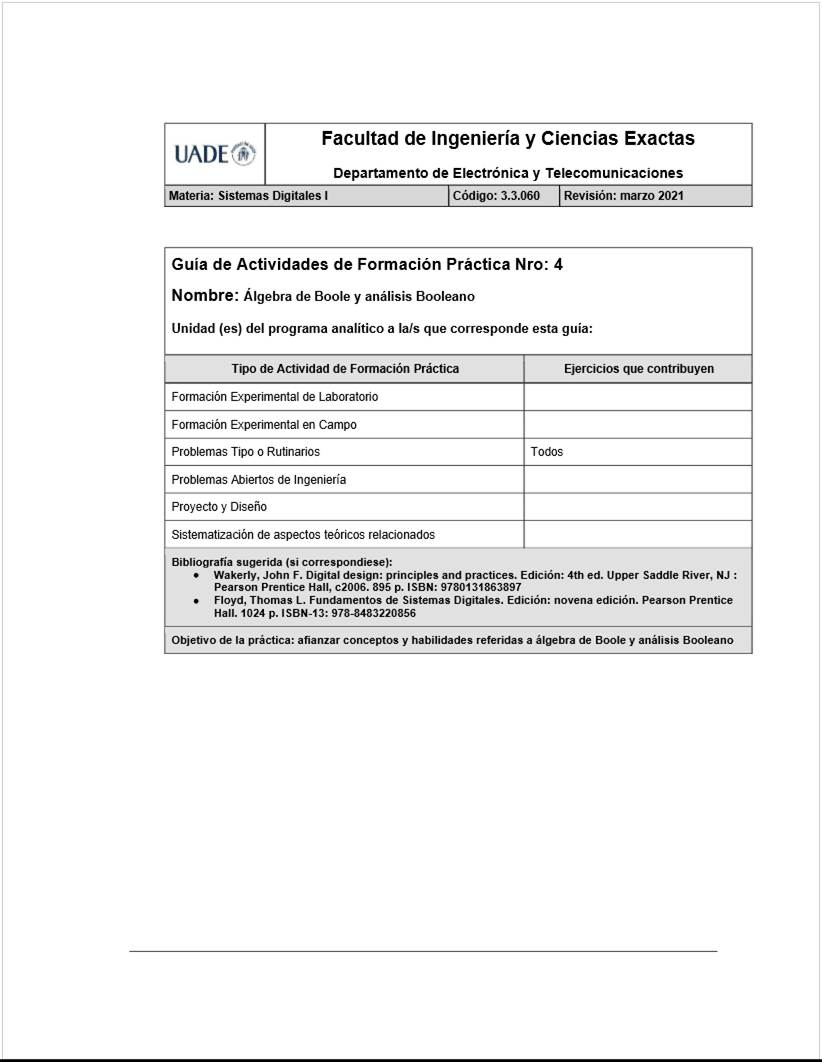 UADE
Facultad de Ingeniería y Ciencias Exactas
Departamento de Electrónica y Telecomunicaciones
Materia: Sistemas Digitales I Código: 3.3.060 Revisión: marzo 2021
Guía de Actividades de Formación Práctica Nro: 4
Nombre: Álgebra de Boole y análisis Booleano
Unidad (es) del programa analítico a la/s que corresponde esta guía:
Tipo de Actividad de Formación Práctica Ejercicios que contribuyen
Formación Experimental de Laboratorio
Formación Experimental en Campo
Problemas Tipo o Rutinarios Todos
Problemas Abiertos de Ingeniería
Proyecto y Diseño
Sistematización de aspectos teóricos relacionados
Bibliografía sugerida (si correspondiese):
● Wakerly, John F. Digital design: principles and practices. Edición: 4th ed. Upper Saddle River, NJ :
Pearson Prentice Hall, c2006. 895 p. ISBN: 9780131863897
● Floyd, Thomas L. Fundamentos de Sistemas Digitales. Edición: novena edición. Pearson Prentice
Hall. 1024 p. ISBN-13: 978-8483220856
Objetivo de la práctica: afianzar conceptos y habilidades referidas a álgebra de Boole y análisis Booleano